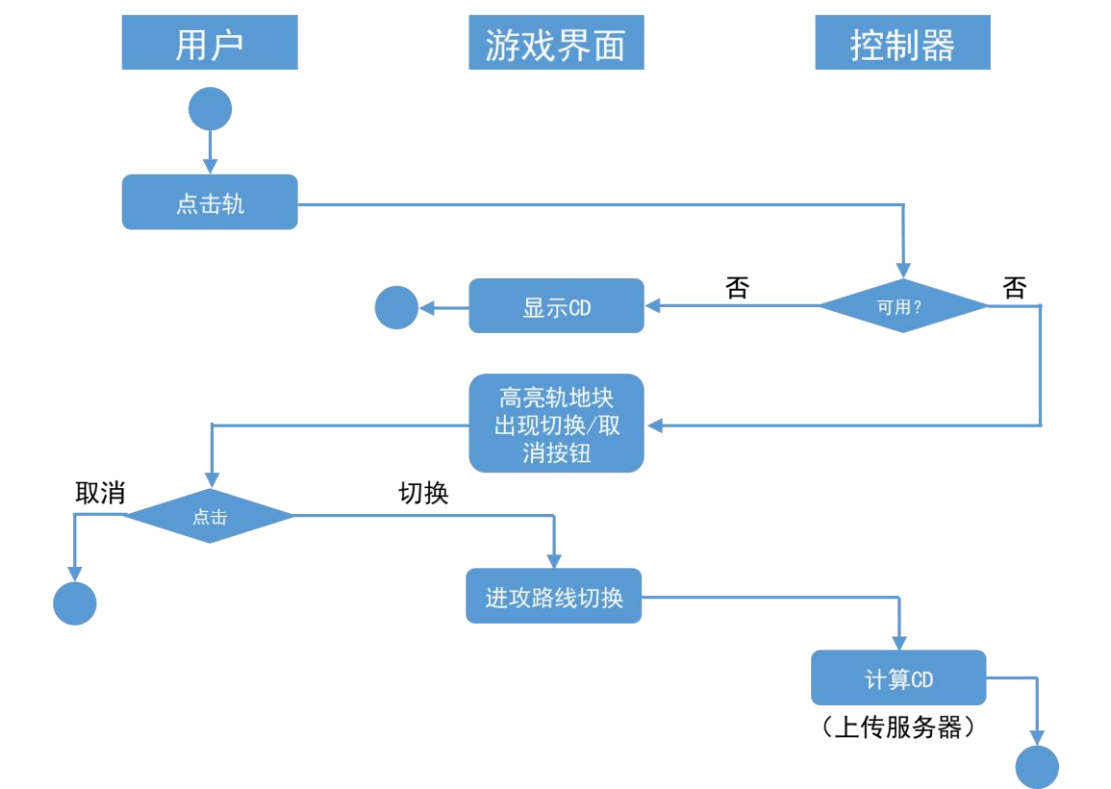 用户
游戏界面
控制器
点击轨
显示CD
否
可用?
否
高亮轨地块
出现切换/取
消按钮
取消
点击
切换
进攻路线切换
计算CD
（上传服务器）